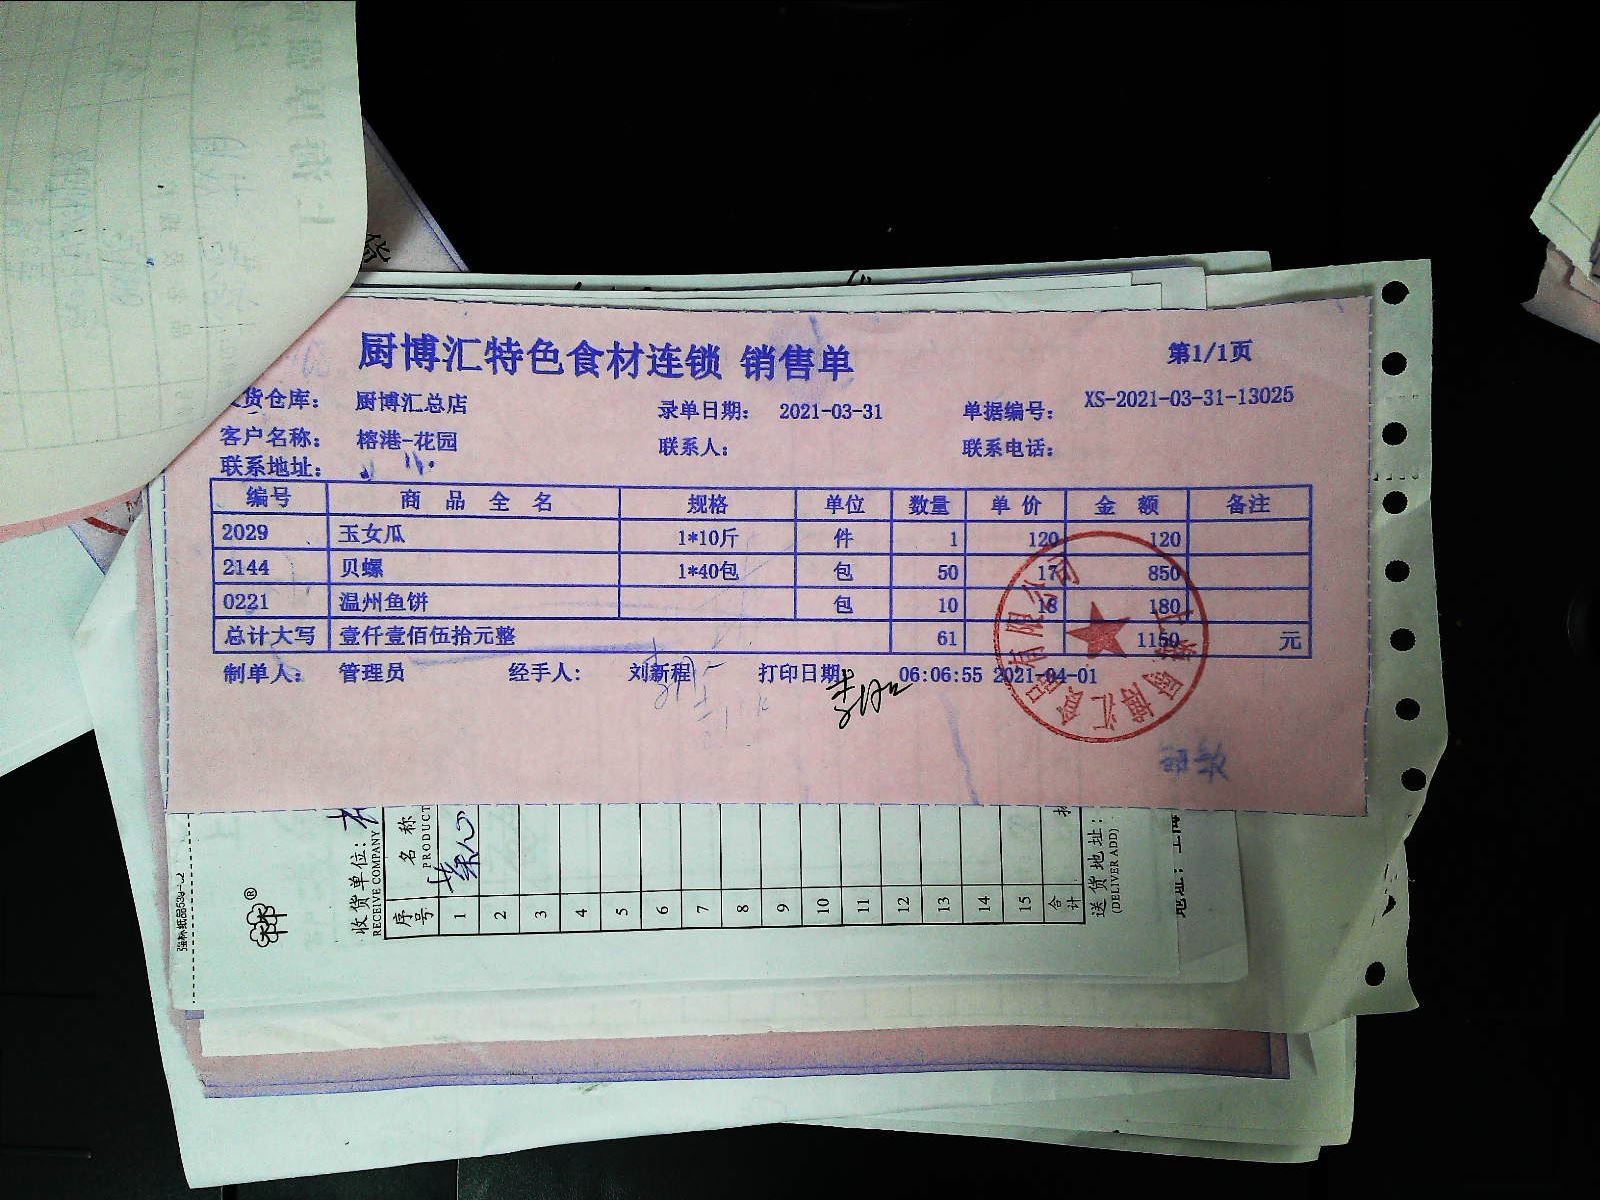 厨博汇特色食材连锁 销售单
第1/1页
货仓库： 厨博汇总店 录单日期： 2021-03-31 单据编号： XS-2021-03-31-13025
客户名称： 榕港-花园 联系人： 联系电话：
联系地址：
编号 商 品 全 名 规格 单位 数量 单 价 金 额 备注
2029 玉女瓜 1*10斤 件 1 120 120
2144 贝螺 1*40包 包 50 17 850
0221 温州鱼饼 包 10 18 180
总计大写 壹仟壹佰伍拾元整 61 1150 元
制单人： 管理员 经手人： 刘新程 打印日期 06:06:55 2021-04-01
厨博汇 有限公司
收货单位：
RECEIVE COMPANY
序号 名 称
PRODUCT
1 菜心
2
3
4
5
6
7
8
9
10
11
12
13
14
15
合计
送货地址：
(DELIVER ADD)